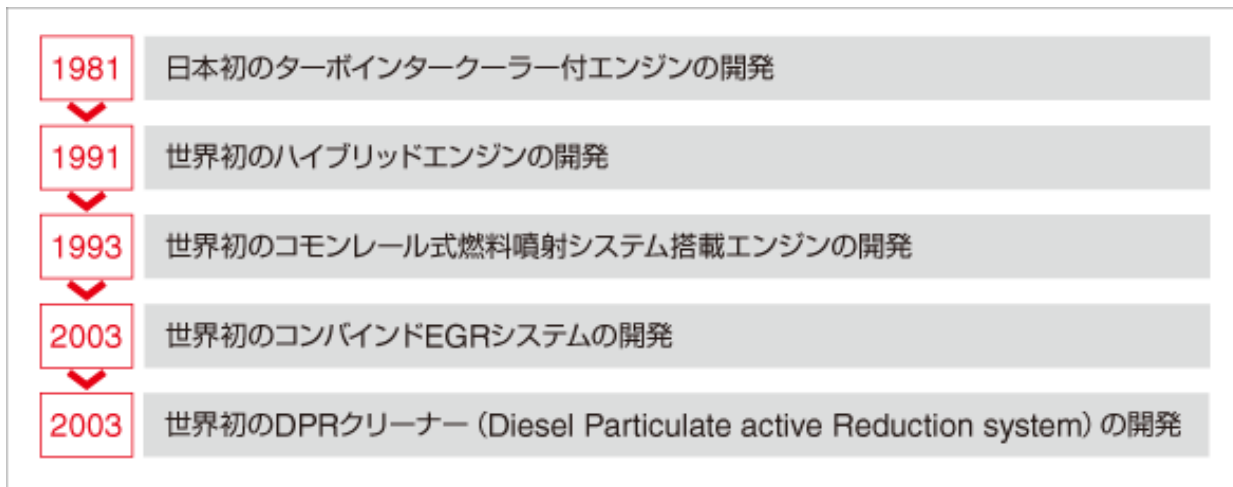 1981 日本初のターボインタークーラー付エンジンの開発
1991 世界初のハイブリッドエンジンの開発
1993 世界初のコモンレール式燃料噴射システム搭載エンジンの開発
2003 世界初のコンバインドEGRシステムの開発
2003 世界初のDPRクリーナー（Diesel Particulate active Reduction system）の開発